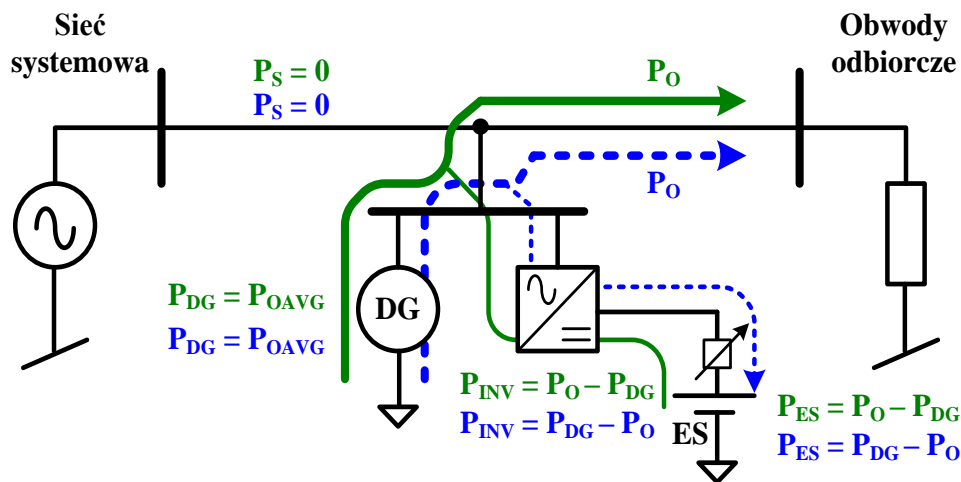 Sieć
systemowa
Obwody
odbiorcze
P_S = 0
P_S = 0
P_O
P_O
DG
P_DG = P_OAVG
P_DG = P_OAVG
P_INV = P_O – P_DG
P_INV = P_DG – P_O
ES
P_ES = P_O – P_DG
P_ES = P_DG – P_O